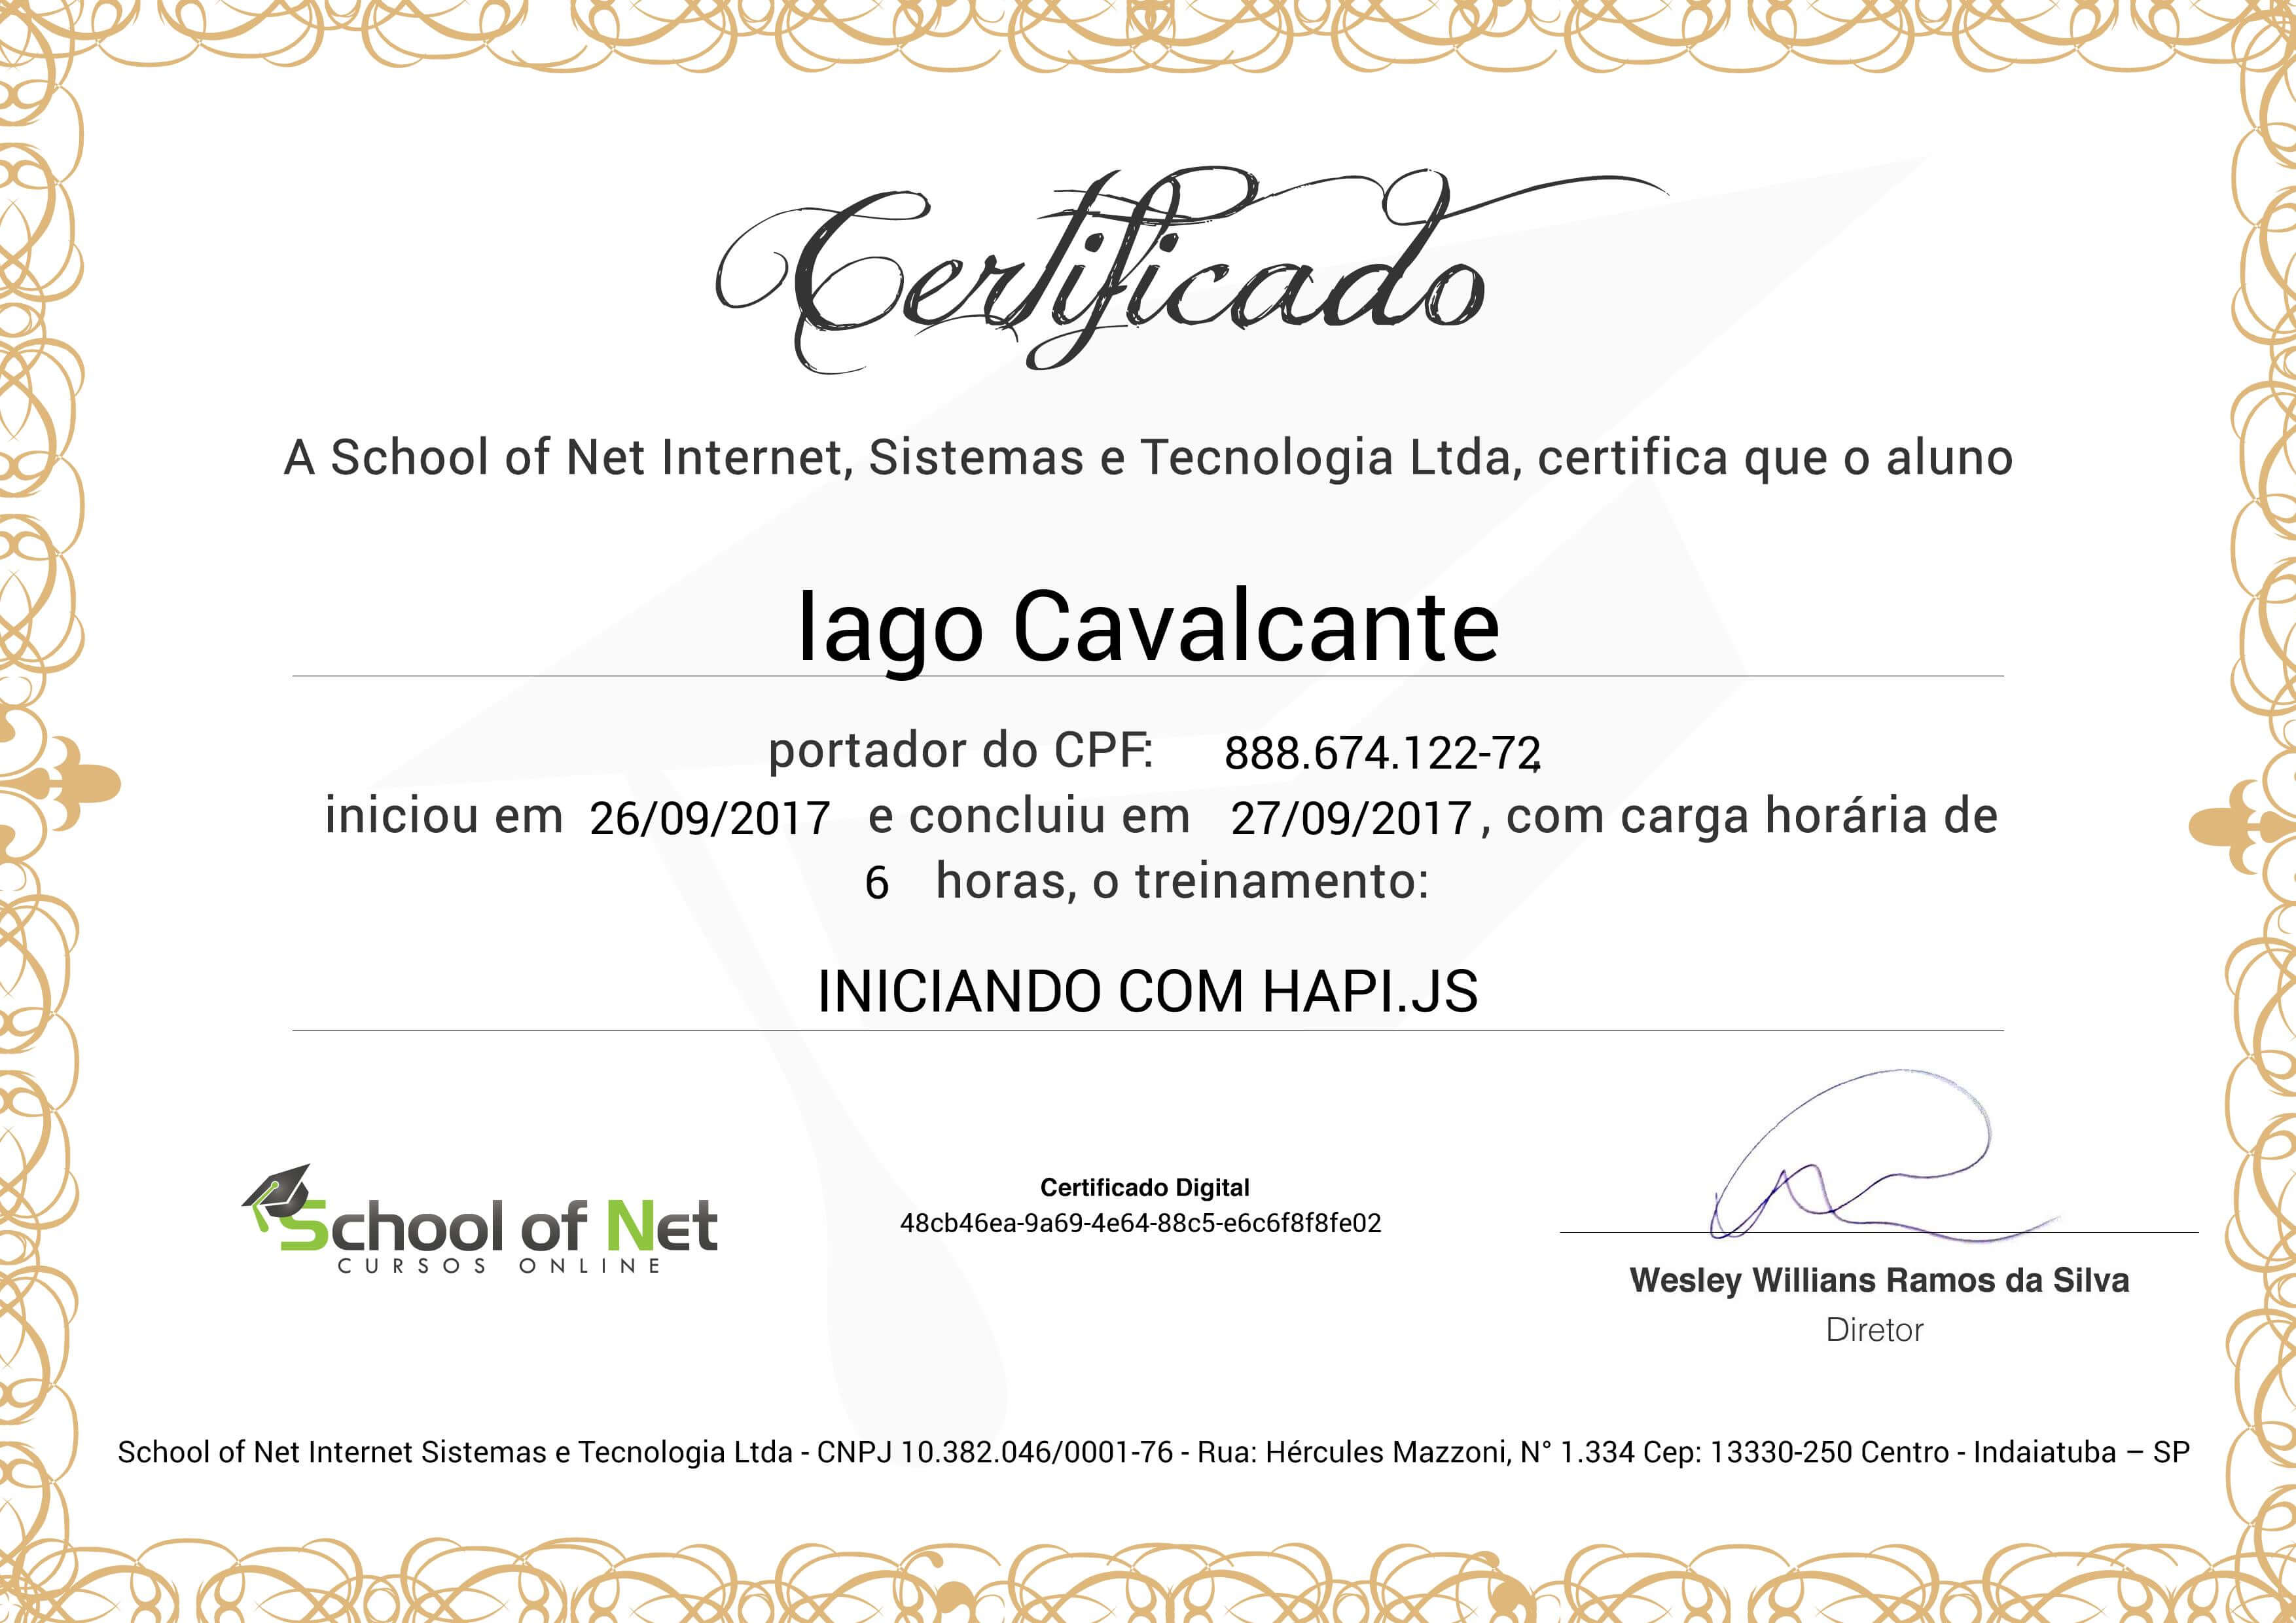 Certificado
A School of Net Internet, Sistemas e Tecnologia Ltda, certifica que o aluno
Iago Cavalcante
portador do CPF: 888.674.122-72,
iniciou em 26/09/2017 e concluiu em 27/09/2017, com carga horária de
6 horas, o treinamento:
INICIANDO COM HAPI.JS
School of Net
CURSOS ONLINE
Certificado Digital
48cb46ea-9a69-4e64-88c5-e6c6f8f8fe02
Wesley Willians Ramos da Silva
Diretor
School of Net Internet Sistemas e Tecnologia Ltda - CNPJ 10.382.046/0001-76 - Rua: Hércules Mazzoni, N° 1.334 Cep: 13330-250 Centro - Indaiatuba – SP